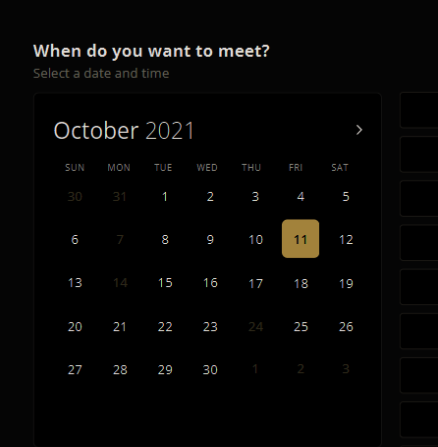 When do you want to meet?
Select a date and time
October 2021
SUN MON TUE WED THU FRI SAT
30 31 1 2 3 4 5
6 7 8 9 10 11 12
13 14 15 16 17 18 19
20 21 22 23 24 25 26
27 28 29 30 1 2 3